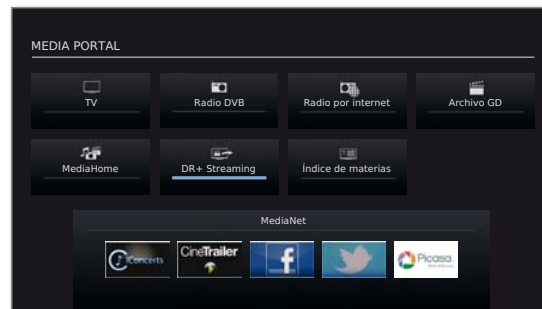 MEDIA PORTAL
TV
Radio DVB
Radio por internet
Archivo GD
MediaHome
DR+ Streaming
Índice de materias
MediaNet
iConcerts
CineTrailer
f
Picasa